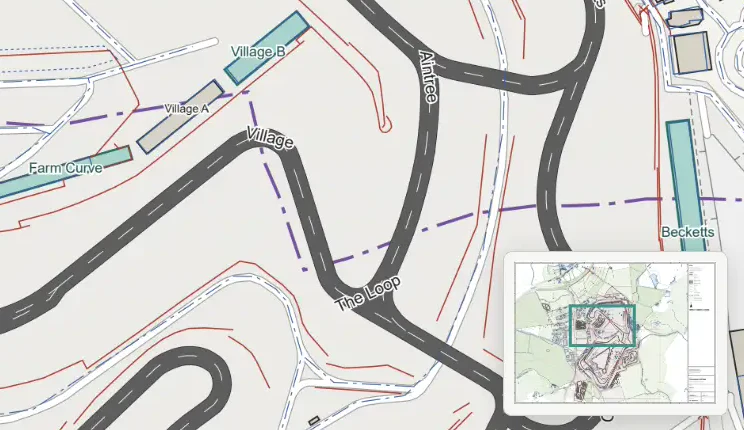 Village B
Aintree
Village A
Village
Farm Curve
Becketts
The Loop